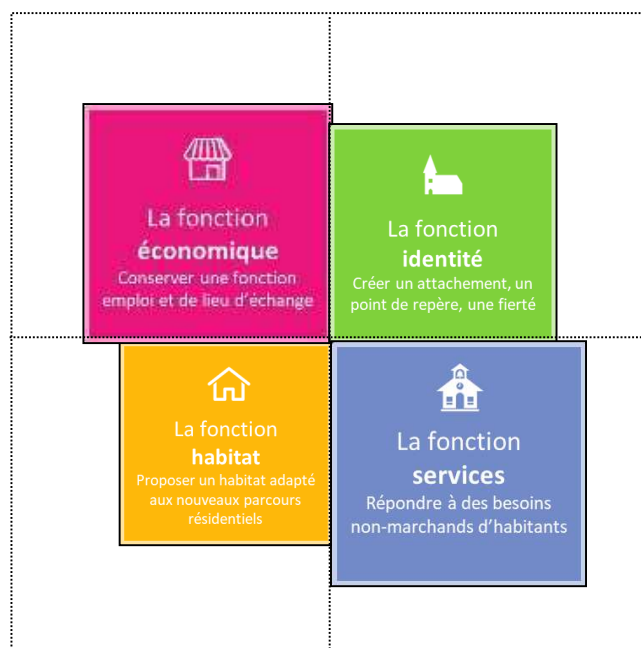 La fonction
économique
Conserver une fonction
emploi et de lieu d'échange
La fonction
identité
Créer un attachement, un
point de repère, une fierté
La fonction
habitat
Proposer un habitat adapté
aux nouveaux parcours
résidentiels
La fonction
services
Répondre à des besoins
non-marchands d'habitants